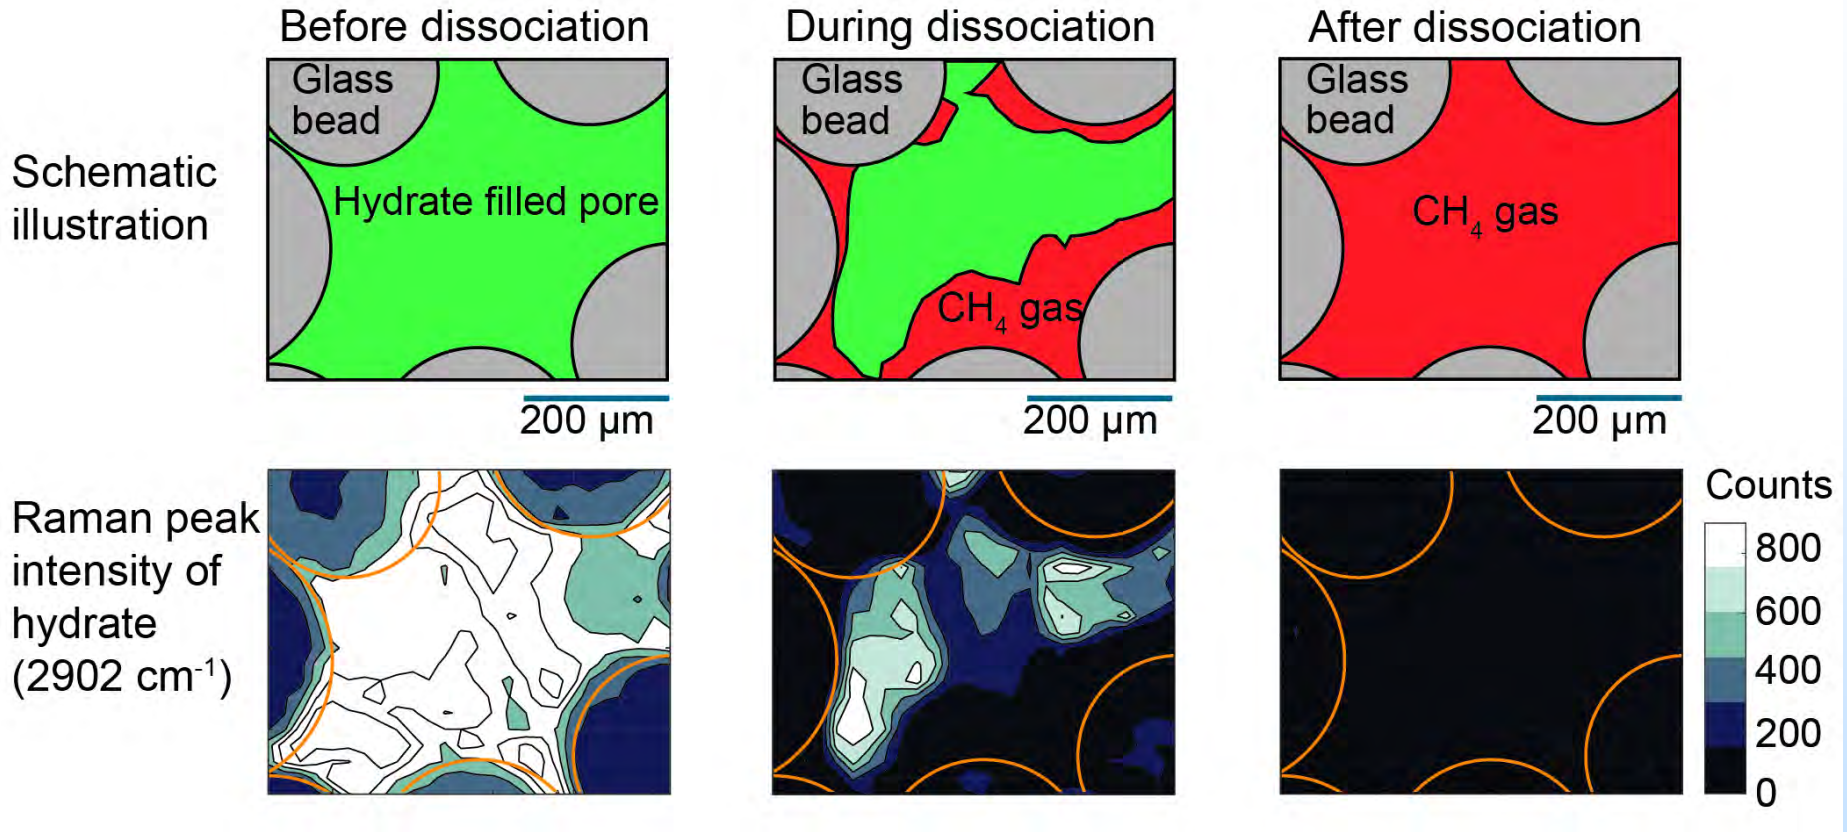 Before dissociation
During dissociation
After dissociation
Schematic
illustration
Glass
bead
Hydrate filled pore
Glass
bead
CH₄ gas
Glass
bead
CH₄ gas
200 µm
200 µm
200 µm
Raman peak
intensity of
hydrate
(2902 cm⁻¹)
Counts
800
600
400
200
0